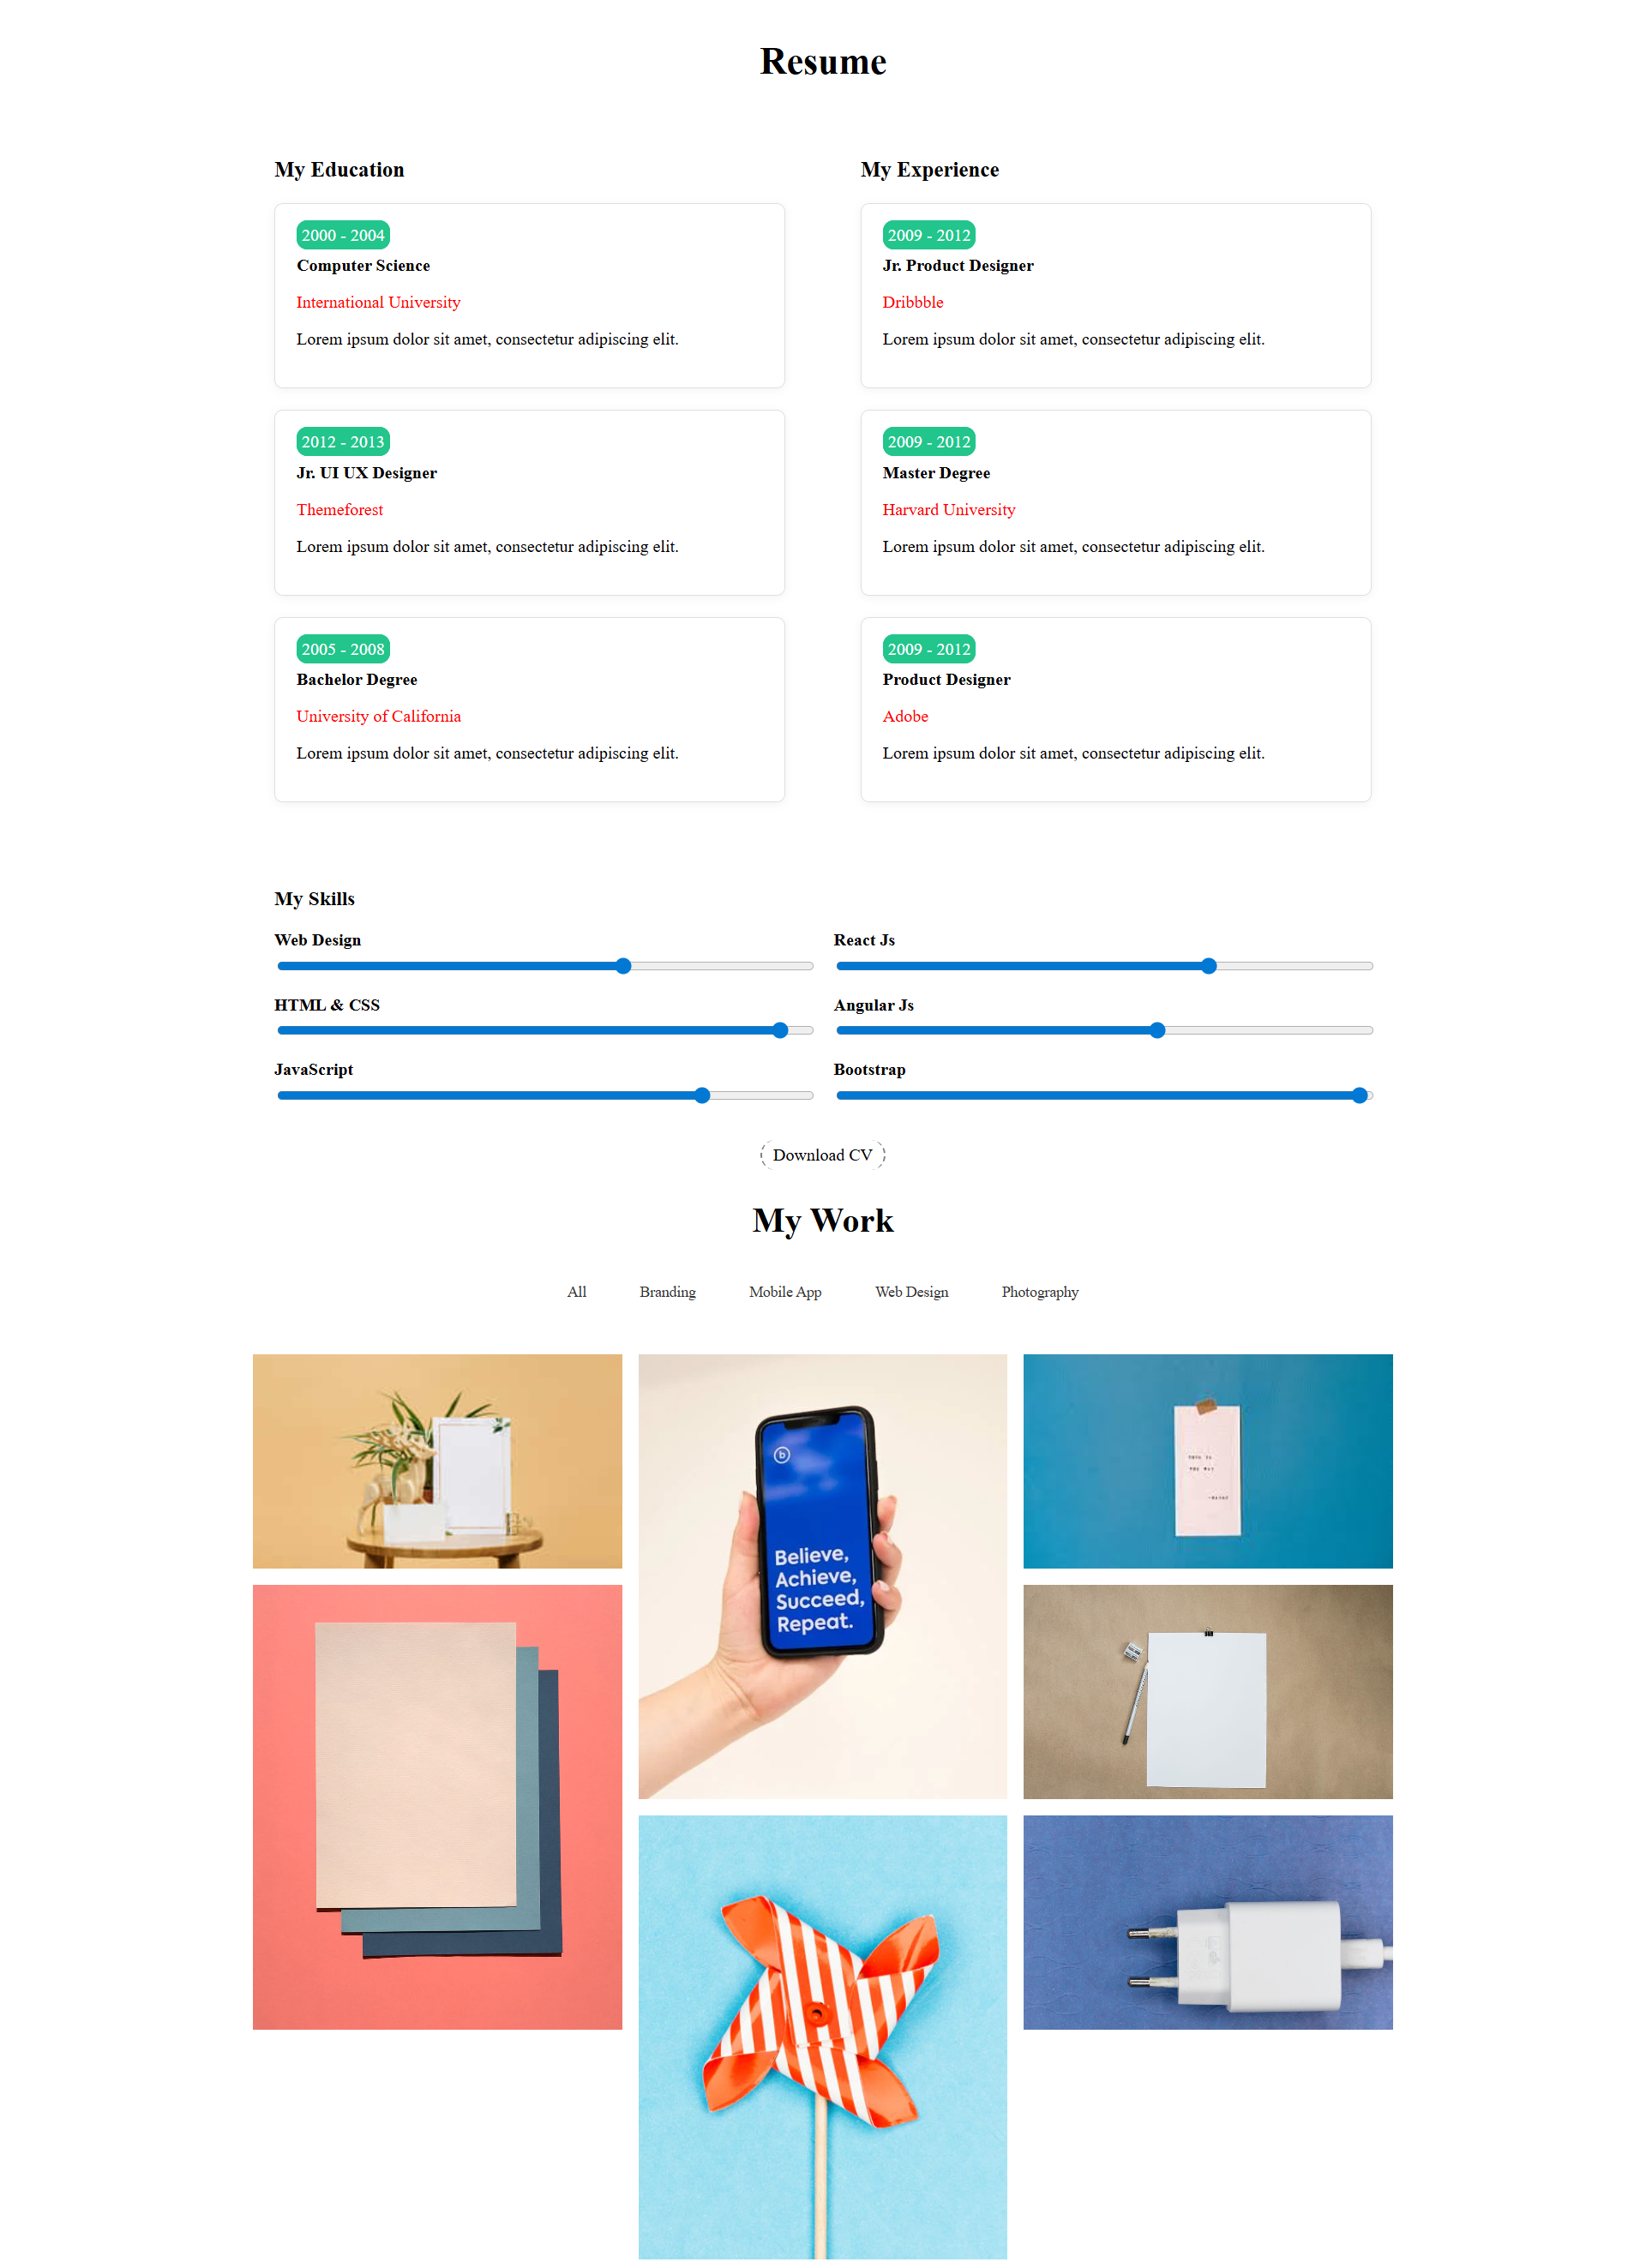 Resume
My Education
2000 - 2004
Computer Science
International University
Lorem ipsum dolor sit amet, consectetur adipiscing elit.
2012 - 2013
Jr. UI UX Designer
Themeforest
Lorem ipsum dolor sit amet, consectetur adipiscing elit.
2005 - 2008
Bachelor Degree
University of California
Lorem ipsum dolor sit amet, consectetur adipiscing elit.
My Experience
2009 - 2012
Jr. Product Designer
Dribbble
Lorem ipsum dolor sit amet, consectetur adipiscing elit.
2009 - 2012
Master Degree
Harvard University
Lorem ipsum dolor sit amet, consectetur adipiscing elit.
2009 - 2012
Product Designer
Adobe
Lorem ipsum dolor sit amet, consectetur adipiscing elit.
My Skills
Web Design
React Js
HTML & CSS
Angular Js
JavaScript
Bootstrap
Download CV
My Work
All
Branding
Mobile App
Web Design
Photography
b
Believe,
Achieve,
Succeed,
Repeat.
THIS IS
THE WAY